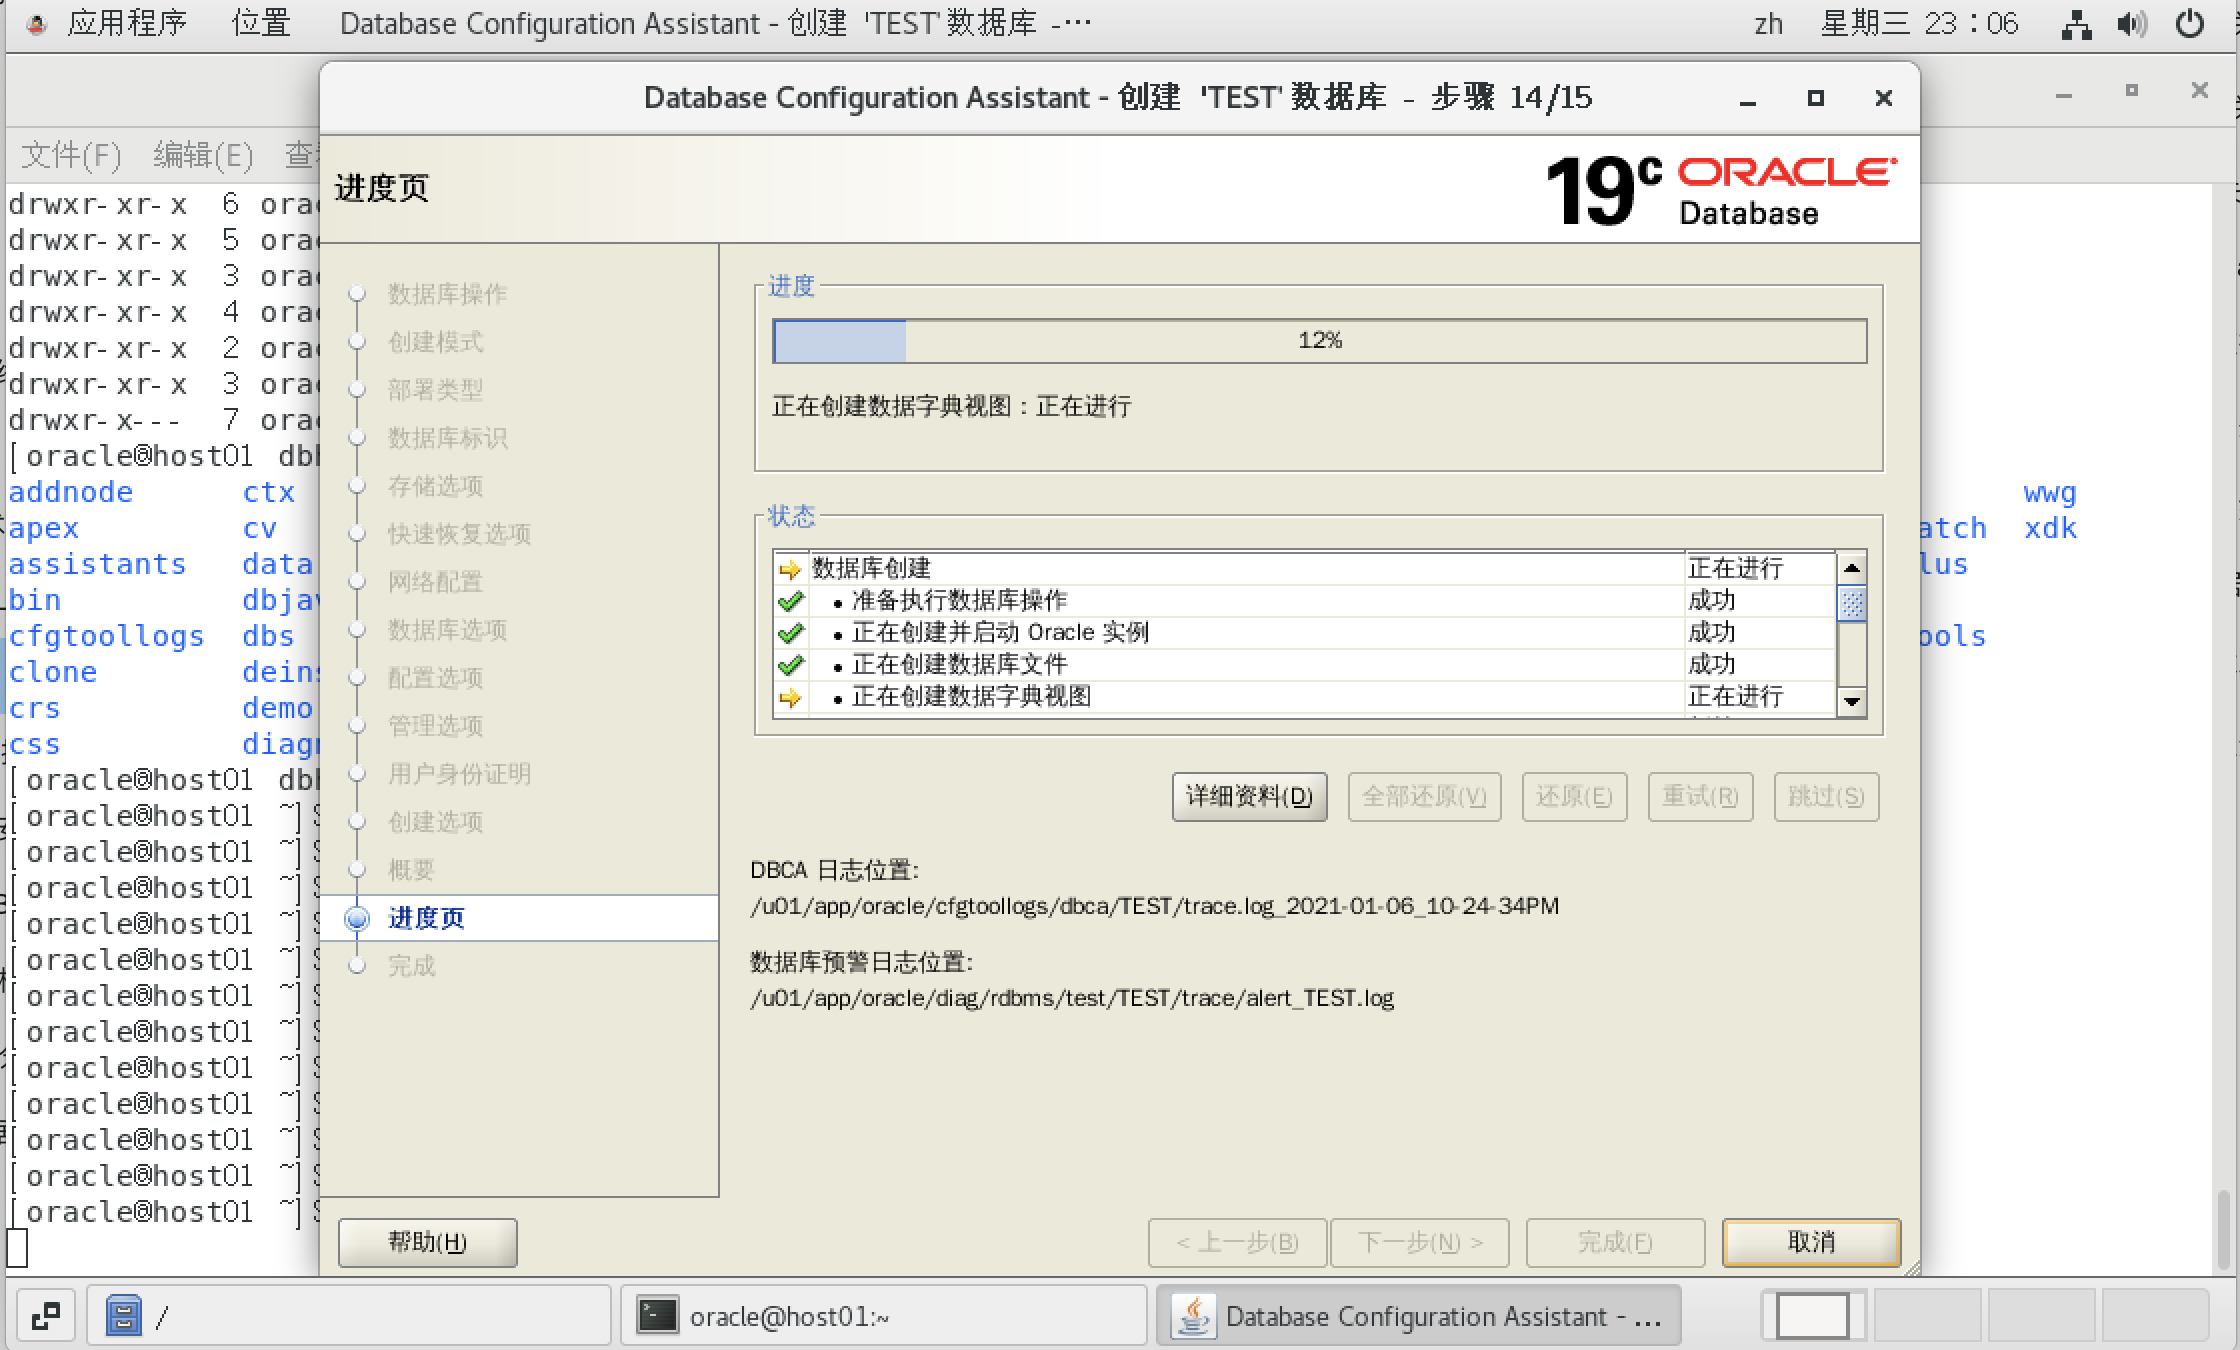 应用程序 位置 Database Configuration Assistant - 创建 'TEST' 数据库 -··· zh 星期三 23：06
Database Configuration Assistant - 创建 'TEST' 数据库 - 步骤 14/15
文件(F) 编辑(E)
进度页
19c ORACLE
Database
drwxr-xr-x 6
drwxr-xr-x 5
drwxr-xr-x 3
drwxr-xr-x 4
drwxr-xr-x 2
drwxr-xr-x 3
drwxr-x--- 7
[oracle@host01
addnode ctx wwg
apex cv xdk
assistants data
bin
cfgtoollogs dbs
clone
crs demo
css
[oracle@host01
[oracle@host01 ~]
[oracle@host01 ~]
[oracle@host01 ~]
[oracle@host01 ~]
[oracle@host01 ~]
[oracle@host01 ~]
[oracle@host01 ~]
[oracle@host01 ~]
[oracle@host01 ~]
[oracle@host01 ~]
[oracle@host01 ~]
[oracle@host01 ~]
数据库操作
创建模式
部署类型
数据库标识
存储选项
快速恢复选项
网络配置
数据库选项
配置选项
管理选项
用户身份证明
创建选项
概要
进度页
完成
进度
12%
正在创建数据字典视图：正在进行
状态
数据库创建 正在进行
• 准备执行数据库操作 成功
• 正在创建并启动 Oracle 实例 成功
• 正在创建数据库文件 成功
• 正在创建数据字典视图 正在进行
详细资料(D) 全部还原(V) 还原(E) 重试(R) 跳过(S)
DBCA 日志位置:
/u01/app/oracle/cfgtoollogs/dbca/TEST/trace.log_2021-01-06_10-24-34PM
数据库预警日志位置:
/u01/app/oracle/diag/rdbms/test/TEST/trace/alert_TEST.log
帮助(H) < 上一步(B) 下一步(N) > 完成(F) 取消
/ oracle@host01:~ Database Configuration Assistant - ...